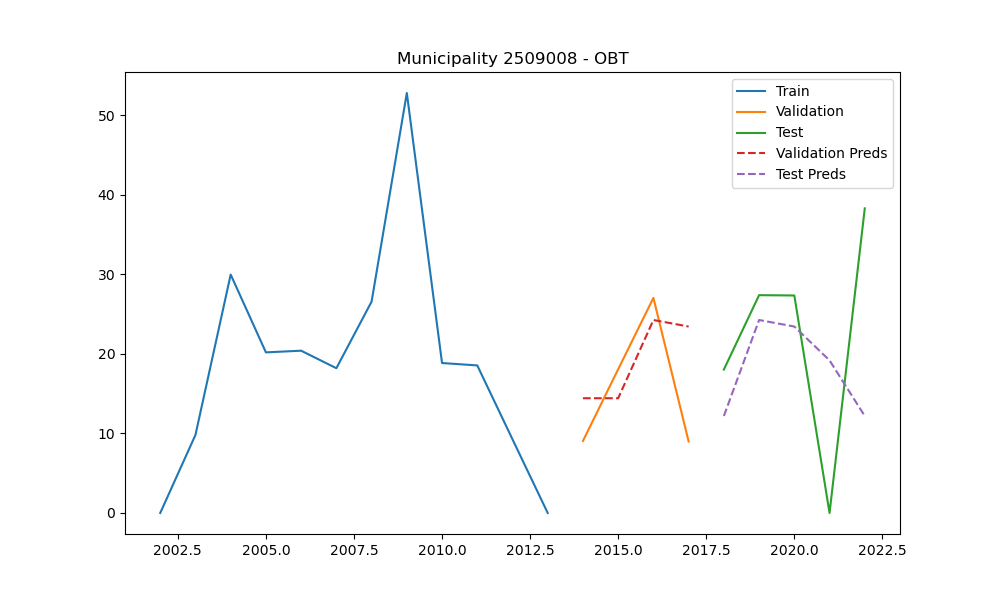 Municipality 2509008 - OBT
Train
Validation
Test
Validation Preds
Test Preds
50
40
30
20
10
0
2002.5 2005.0 2007.5 2010.0 2012.5 2015.0 2017.5 2020.0 2022.5